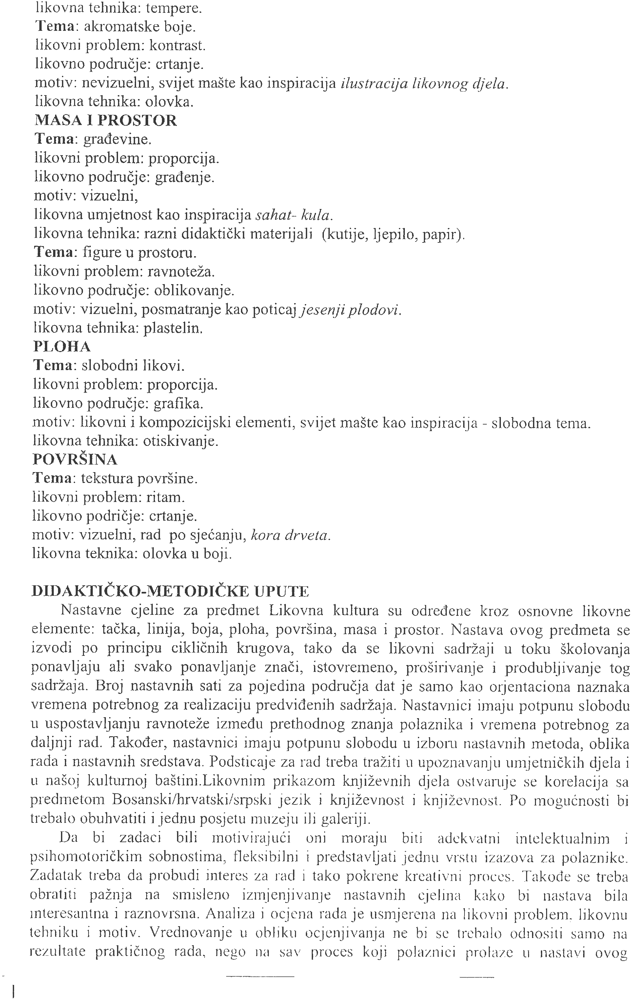 likovna tehnika: tempere.
Tema: akromatske boje.
likovni problem: kontrast.
likovno područje: crtanje.
motiv: nevizuelni, svijet mašte kao inspiracija ilustracija likovnog djela.
likovna tehnika: olovka.
MASA I PROSTOR
Tema: građevine.
likovni problem: proporcija.
likovno područje: građenje.
motiv: vizuelni,
likovna umjetnost kao inspiracija sahat- kula.
likovna tehnika: razni didaktički materijali (kutije, ljepilo, papir).
Tema: figure u prostoru.
likovni problem: ravnoteža.
likovno područje: oblikovanje.
motiv: vizuelni, posmatranje kao poticaj jesenji plodovi.
likovna tehnika: plastelin.
PLOHA
Tema: slobodni likovi.
likovni problem: proporcija.
likovno područje: grafika.
motiv: likovni i kompozicijski elementi, svijet mašte kao inspiracija - slobodna tema.
likovna tehnika: otiskivanje.
POVRŠINA
Tema: tekstura površine.
likovni problem: ritam.
likovno podričje: crtanje.
motiv: vizuelni, rad po sjećanju, kora drveta.
likovna teknika: olovka u boji.
DIDAKTIČKO-METODIČKE UPUTE
Nastavne cjeline za predmet Likovna kultura su određene kroz osnovne likovne
elemente: tačka, linija, boja, ploha, površina, masa i prostor. Nastava ovog predmeta se
izvodi po principu cikličnih krugova, tako da se likovni sadržaji u toku školovanja
ponavljaju ali svako ponavljanje znači, istovremeno, proširivanje i produbljivanje tog
sadržaja. Broj nastavnih sati za pojedina područja dat je samo kao orjentaciona naznaka
vremena potrebnog za realizaciju predviđenih sadržaja. Nastavnici imaju potpunu slobodu
u uspostavljanju ravnoteže između prethodnog znanja polaznika i vremena potrebnog za
daljnji rad. Također, nastavnici imaju potpunu slobodu u izboru nastavnih metoda, oblika
rada i nastavnih sredstava. Podsticaje za rad treba tražiti u upoznavanju umjetničkih djela i
u našoj kulturnoj baštini.Likovnim prikazom književnih djela ostvaruje se korelacija sa
predmetom Bosanski/hrvatski/srpski jezik i književnost i književnost. Po mogućnosti bi
trebalo obuhvatiti i jednu posjetu muzeju ili galeriji.
Da bi zadaci bili motivirajući oni moraju biti adekvatni intelektualnim i
psihomotoričkim sobnostima, fleksibilni i predstavljati jednu vrstu izazova za polaznike.
Zadatak treba da probudi interes za rad i tako pokrene kreativni proces. Takođe se treba
obratiti pažnja na smisleno izmjenjivanje nastavnih cjelina kako bi nastava bila
interesantna i raznovrsna. Analiza i ocjena rada je usmjerena na likovni problem, likovnu
tehniku i motiv. Vrednovanje u obliku ocjenjivanja ne bi se trebalo odnositi samo na
rezultate praktičnog rada, nego na sav proces koji polaznici prolaze u nastavi ovog